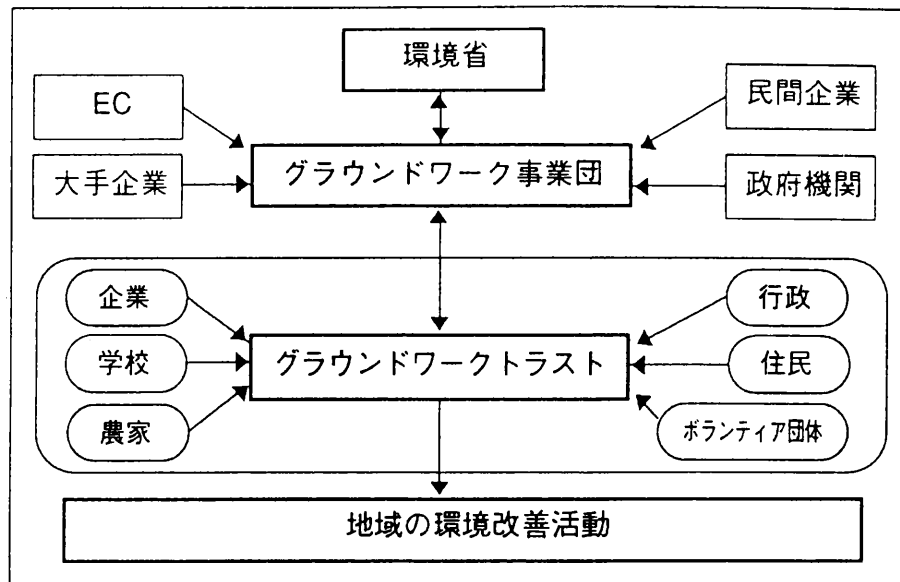 環境省
EC
民間企業
グラウンドワーク事業団
大手企業
政府機関
企業
行政
グラウンドワークトラスト
学校
住民
農家
ボランティア団体
地域の環境改善活動